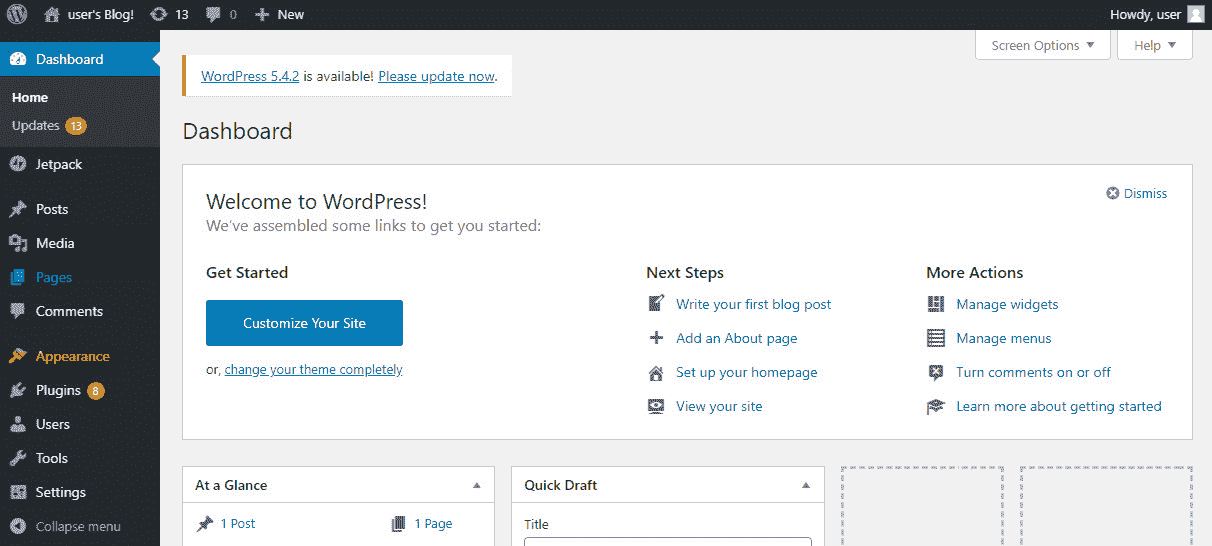 user's Blog! 13 0 New Howdy, user
Screen Options Help
Dashboard
Home
Updates 13
Jetpack
Posts
Media
Pages
Comments
Appearance
Plugins 8
Users
Tools
Settings
Collapse menu
WordPress 5.4.2 is available! Please update now.
Dashboard
Welcome to WordPress!
We've assembled some links to get you started:
Dismiss
Get Started
Customize Your Site
or, change your theme completely
Next Steps
Write your first blog post
Add an About page
Set up your homepage
View your site
More Actions
Manage widgets
Manage menus
Turn comments on or off
Learn more about getting started
At a Glance
1 Post 1 Page
Quick Draft
Title